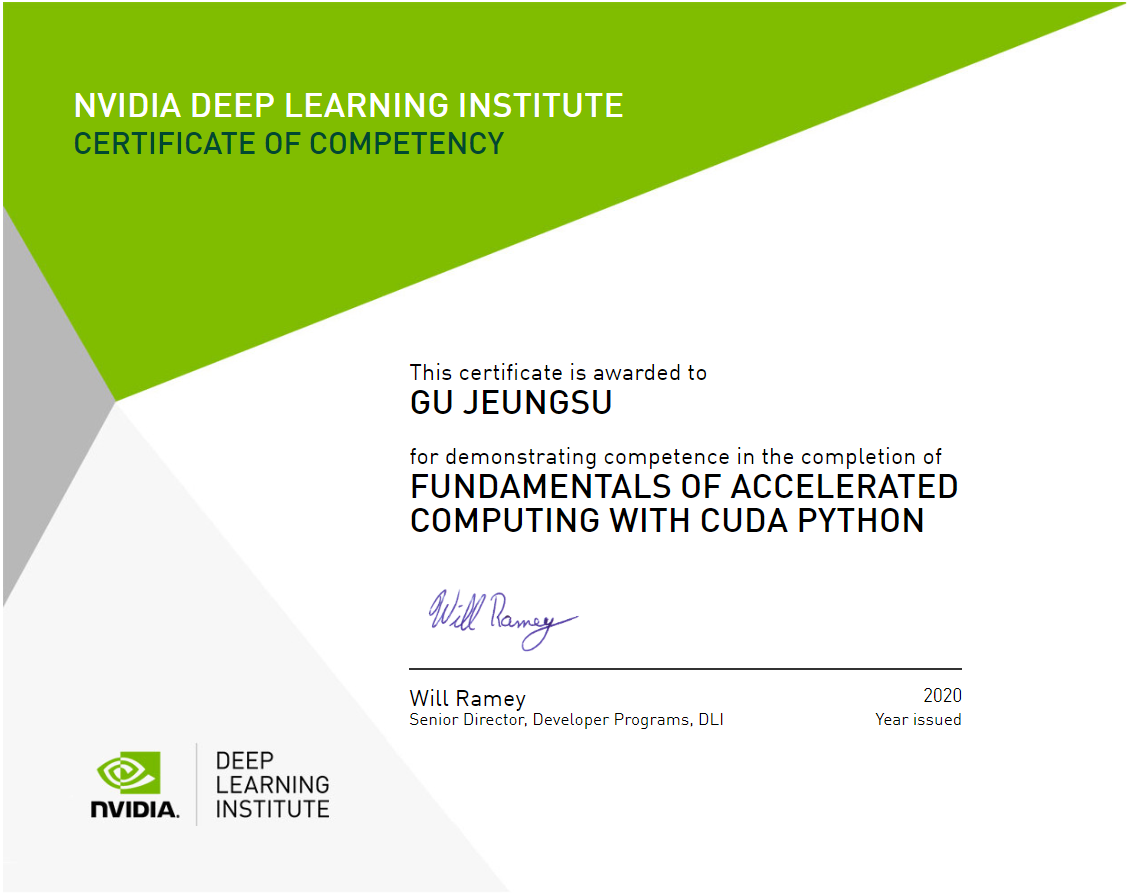 NVIDIA DEEP LEARNING INSTITUTE
CERTIFICATE OF COMPETENCY
This certificate is awarded to
GU JEUNGSU
for demonstrating competence in the completion of
FUNDAMENTALS OF ACCELERATED
COMPUTING WITH CUDA PYTHON
Will Ramey
Will Ramey
2020
Senior Director, Developer Programs, DLI
Year issued
NVIDIA.
DEEP
LEARNING
INSTITUTE